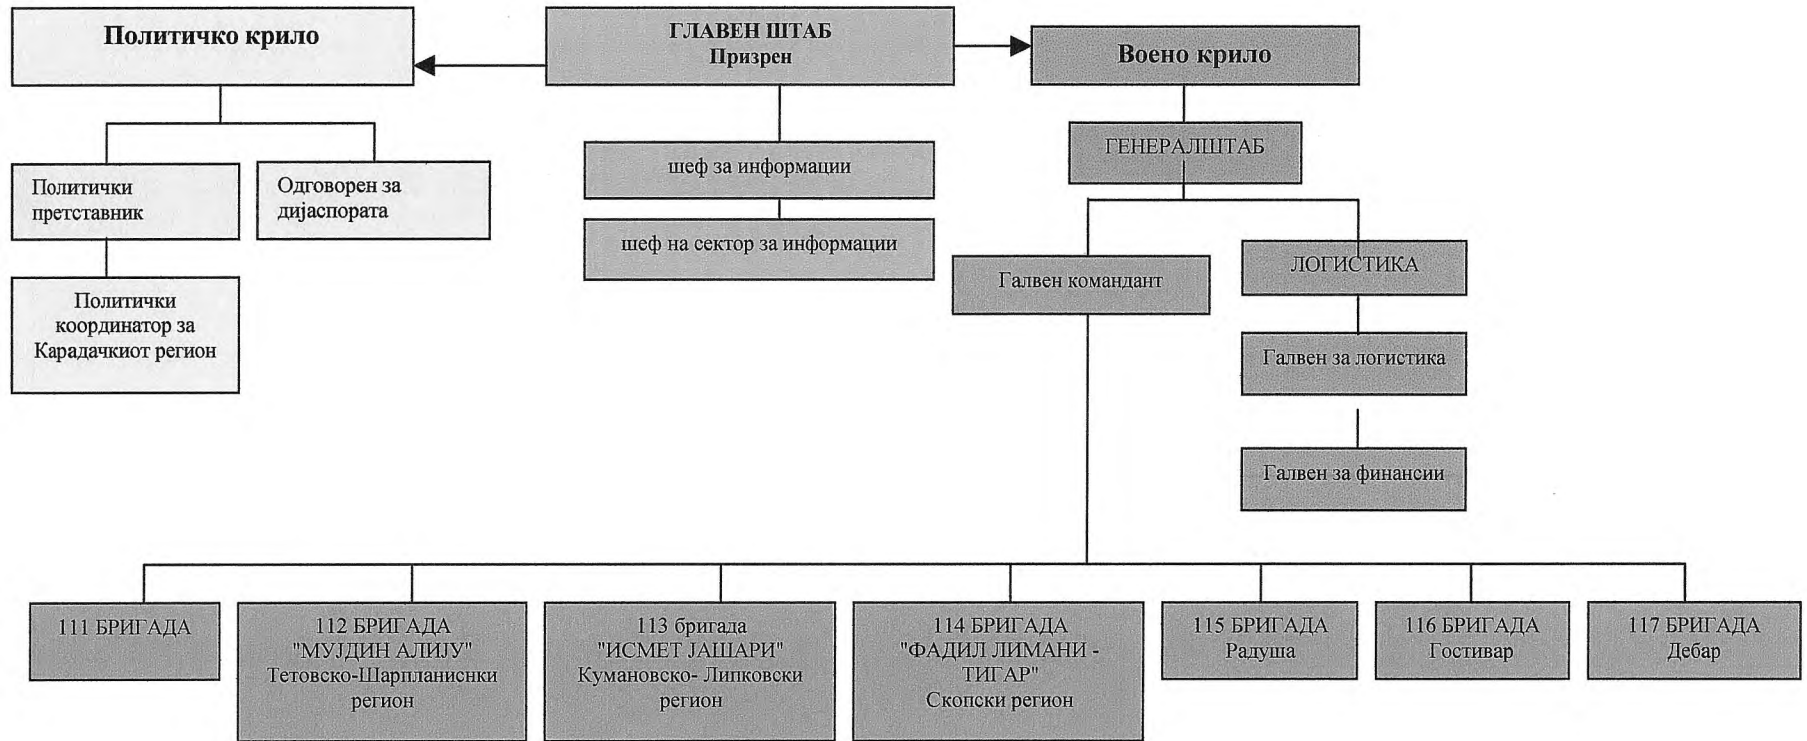 Политичко крило
ГЛАВЕН ШТАБ
Призрен
Воено крило
ГЕНЕРАЛШТАБ
шеф за информации
Политички
претставник
Одговорен за
дијаспората
шеф на сектор за информации
ЛОГИСТИКА
Галвен командант
Политички
координатор за
Карадачкиот регион
Галвен за логистика
Галвен за финансии
111 БРИГАДА
112 БРИГАДА
"МУЈДИН АЛИЈУ"
Тетовско-Шарпланиснки
регион
113 бригада
"ИСМЕТ ЈАШАРИ"
Кумановско- Липковски
регион
114 БРИГАДА
"ФАДИЛ ЛИМАНИ -
ТИГАР"
Скопски регион
115 БРИГАДА
Радуша
116 БРИГАДА
Гостивар
117 БРИГАДА
Дебар